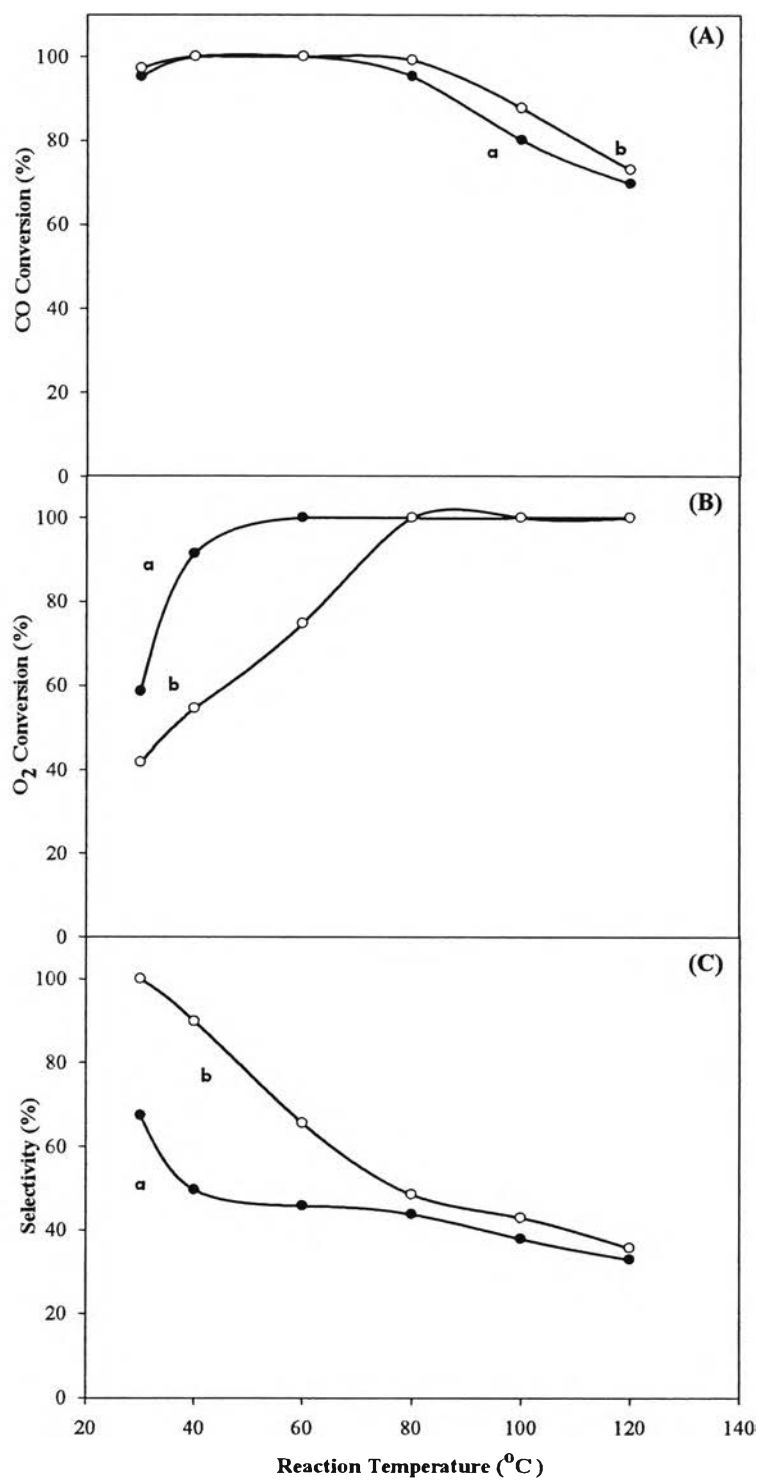 (A)
100
80
60
40
20
0
CO Conversion (%)
a
b
(B)
100
80
60
40
20
0
O2 Conversion (%)
a
b
(C)
100
80
60
40
20
0
Selectivity (%)
b
a
20 40 60 80 100 120 140
Reaction Temperature (°C)